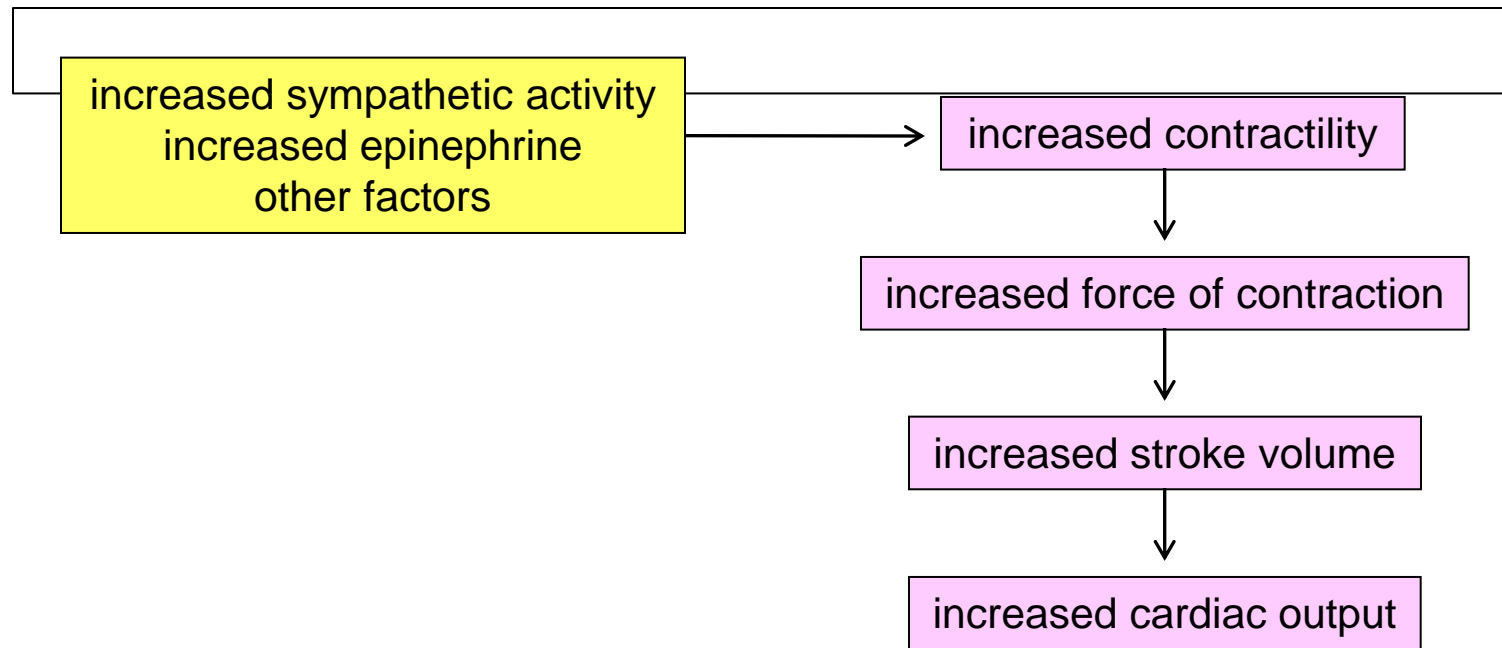 increased sympathetic activity
increased epinephrine
other factors
increased contractility
increased force of contraction
increased stroke volume
increased cardiac output